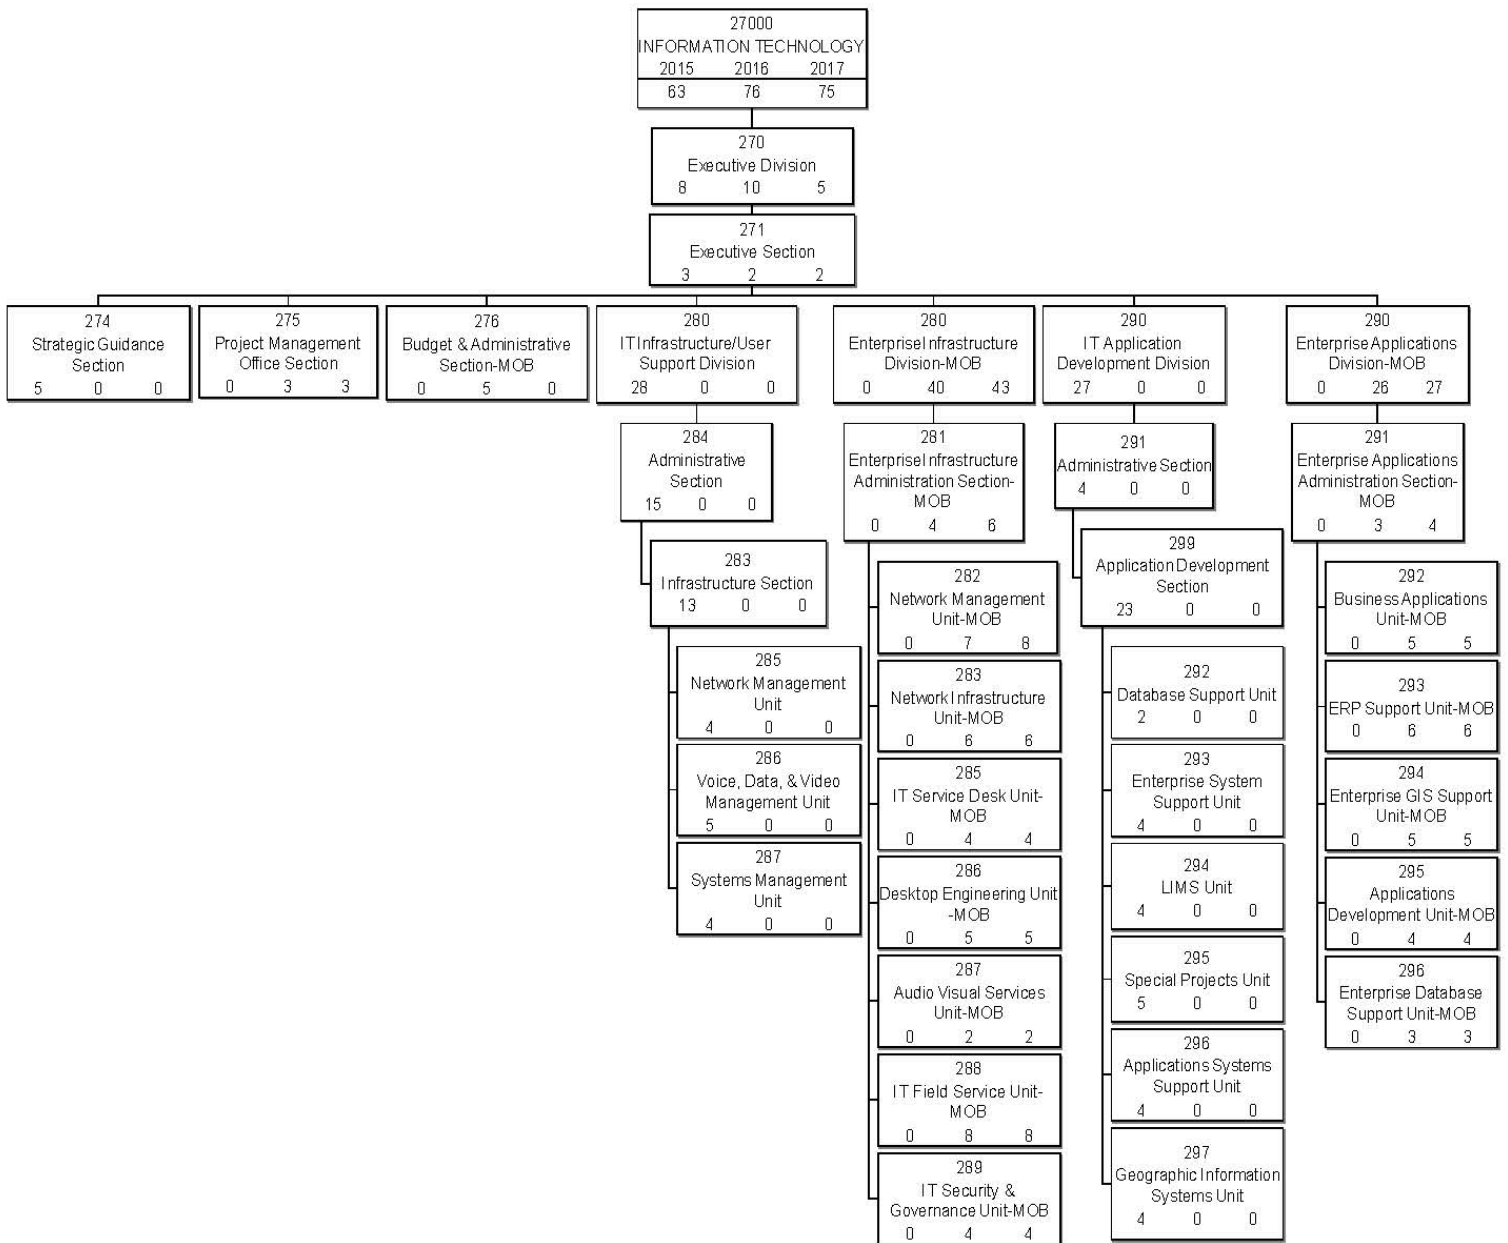 27000
INFORMATION TECHNOLOGY
2015 2016 2017
63 76 75
270
Executive Division
8 10 5
271
Executive Section
3 2 2
274
Strategic Guidance
Section
5 0 0
275
Project Management
Office Section
0 3 3
276
Budget & Administrative
Section-MOB
0 5 0
280
IT Infrastructure/User
Support Division
28 0 0
280
Enterprise Infrastructure
Division-MOB
0 40 43
290
IT Application
Development Division
27 0 0
290
Enterprise Applications
Division-MOB
0 26 27
284
Administrative
Section
15 0 0
283
Infrastructure Section
13 0 0
285
Network Management
Unit
4 0 0
286
Voice, Data, & Video
Management Unit
5 0 0
287
Systems Management
Unit
4 0 0
281
Enterprise Infrastructure
Administration Section-
MOB
0 4 6
282
Network Management
Unit-MOB
0 7 8
283
Network Infrastructure
Unit-MOB
0 6 6
285
IT Service Desk Unit-
MOB
0 4 4
286
Desktop Engineering Unit
-MOB
0 5 5
287
Audio Visual Services
Unit-MOB
0 2 2
288
IT Field Service Unit-
MOB
0 8 8
289
IT Security &
Governance Unit-MOB
0 4 4
291
Administrative Section
4 0 0
299
Application Development
Section
23 0 0
292
Database Support Unit
2 0 0
293
Enterprise System
Support Unit
4 0 0
294
LIMS Unit
4 0 0
295
Special Projects Unit
5 0 0
296
Applications Systems
Support Unit
4 0 0
297
Geographic Information
Systems Unit
4 0 0
291
Enterprise Applications
Administration Section-
MOB
0 3 4
292
Business Applications
Unit-MOB
0 5 5
293
ERP Support Unit-MOB
0 6 6
294
Enterprise GIS Support
Unit-MOB
0 5 5
295
Applications
Development Unit-MOB
0 4 4
296
Enterprise Database
Support Unit-MOB
0 3 3